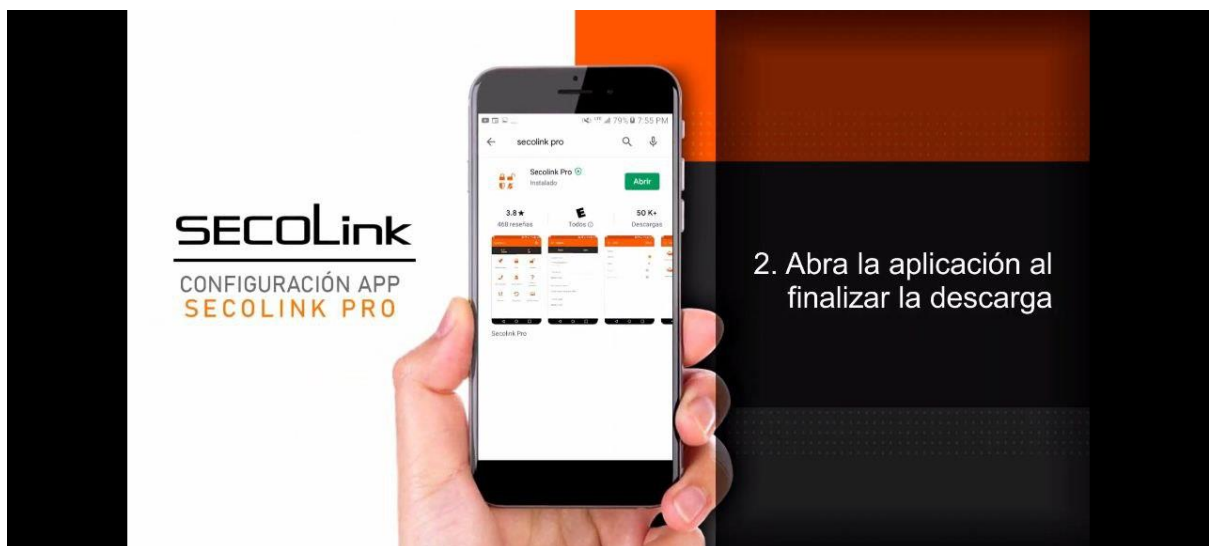 SECOLink
CONFIGURACIÓN APP
SECOLINK PRO
79% 7:55 PM
secolink pro
Secolink Pro
Instalado
Abrir
3.8 ★
50 K+
468 reseñas
Todos
Descargas
Secolink Pro
2. Abra la aplicación al
finalizar la descarga